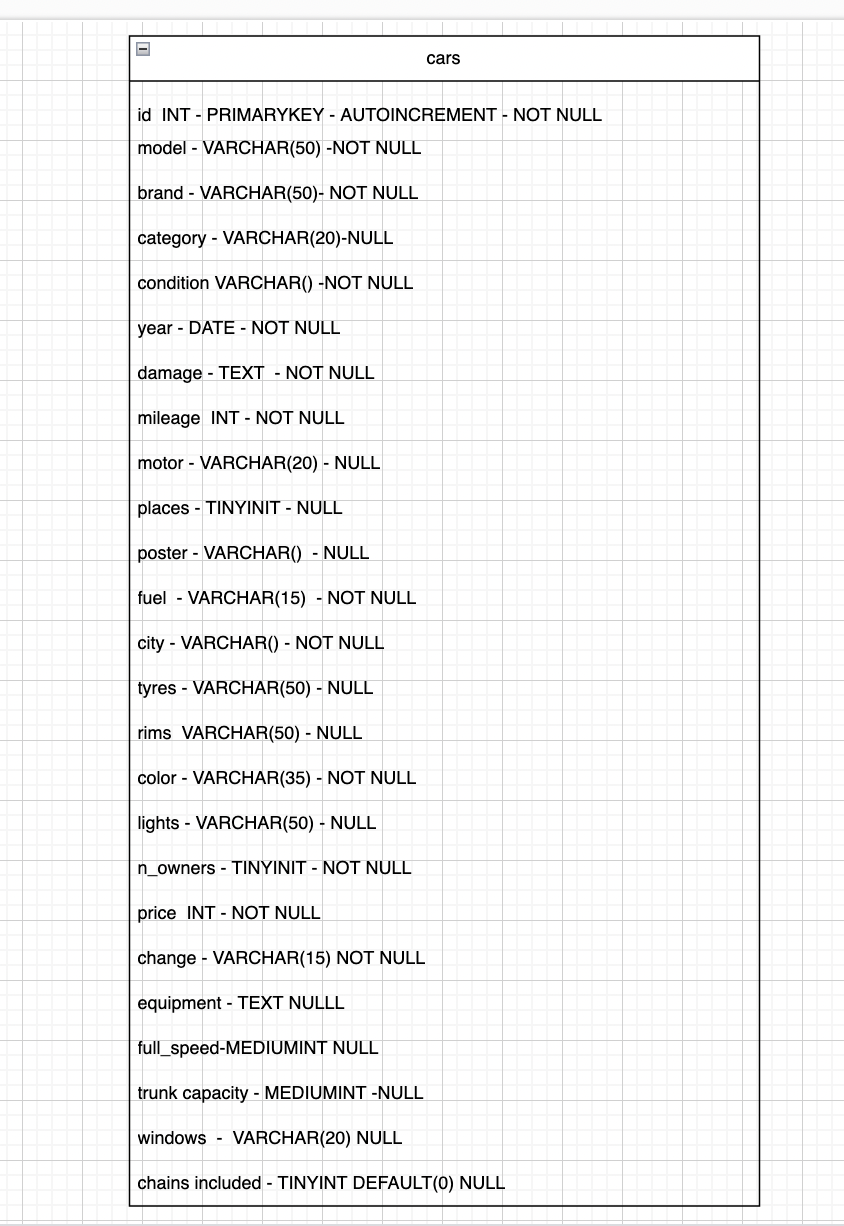 cars
id  INT - PRIMARYKEY - AUTOINCREMENT - NOT NULL
model - VARCHAR(50) -NOT NULL
brand - VARCHAR(50)- NOT NULL
category - VARCHAR(20)-NULL
condition VARCHAR() -NOT NULL
year - DATE - NOT NULL
damage - TEXT  - NOT NULL
mileage  INT - NOT NULL
motor - VARCHAR(20) - NULL
places - TINYINIT - NULL
poster - VARCHAR()  - NULL
fuel  - VARCHAR(15)  - NOT NULL
city - VARCHAR() - NOT NULL
tyres - VARCHAR(50) - NULL
rims  VARCHAR(50) - NULL
color - VARCHAR(35) - NOT NULL
lights - VARCHAR(50) - NULL
n_owners - TINYINIT - NOT NULL
price  INT - NOT NULL
change - VARCHAR(15) NOT NULL
equipment - TEXT NULLL
full_speed-MEDIUMINT NULL
trunk capacity - MEDIUMINT -NULL
windows  -  VARCHAR(20) NULL
chains included - TINYINT DEFAULT(0) NULL